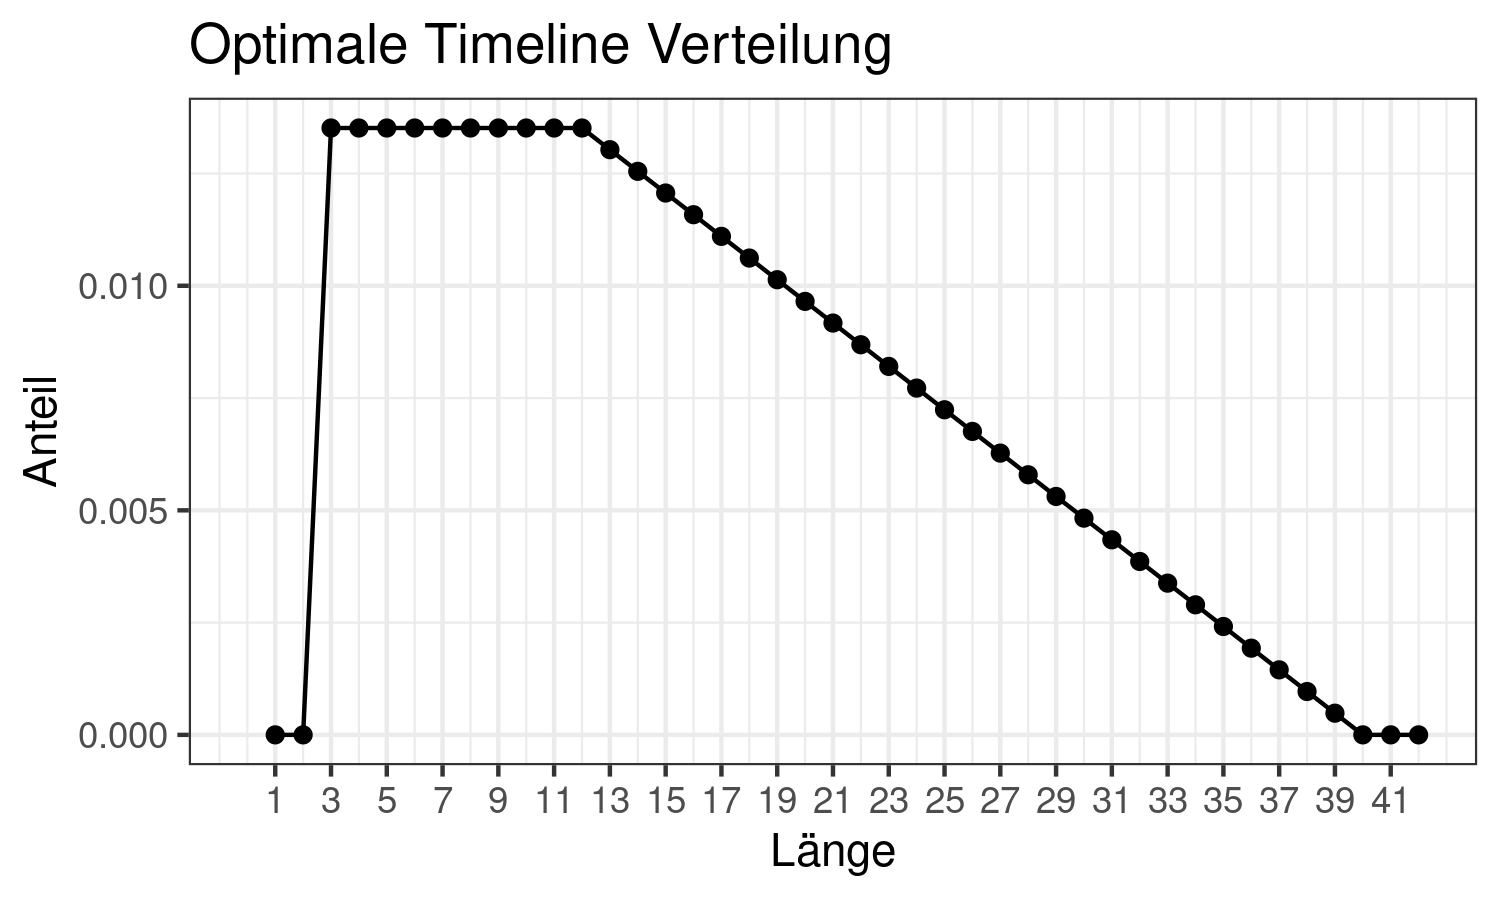 Optimale Timeline Verteilung
Anteil
0.010
0.005
0.000
1 3 5 7 9 11 13 15 17 19 21 23 25 27 29 31 33 35 37 39 41
Länge